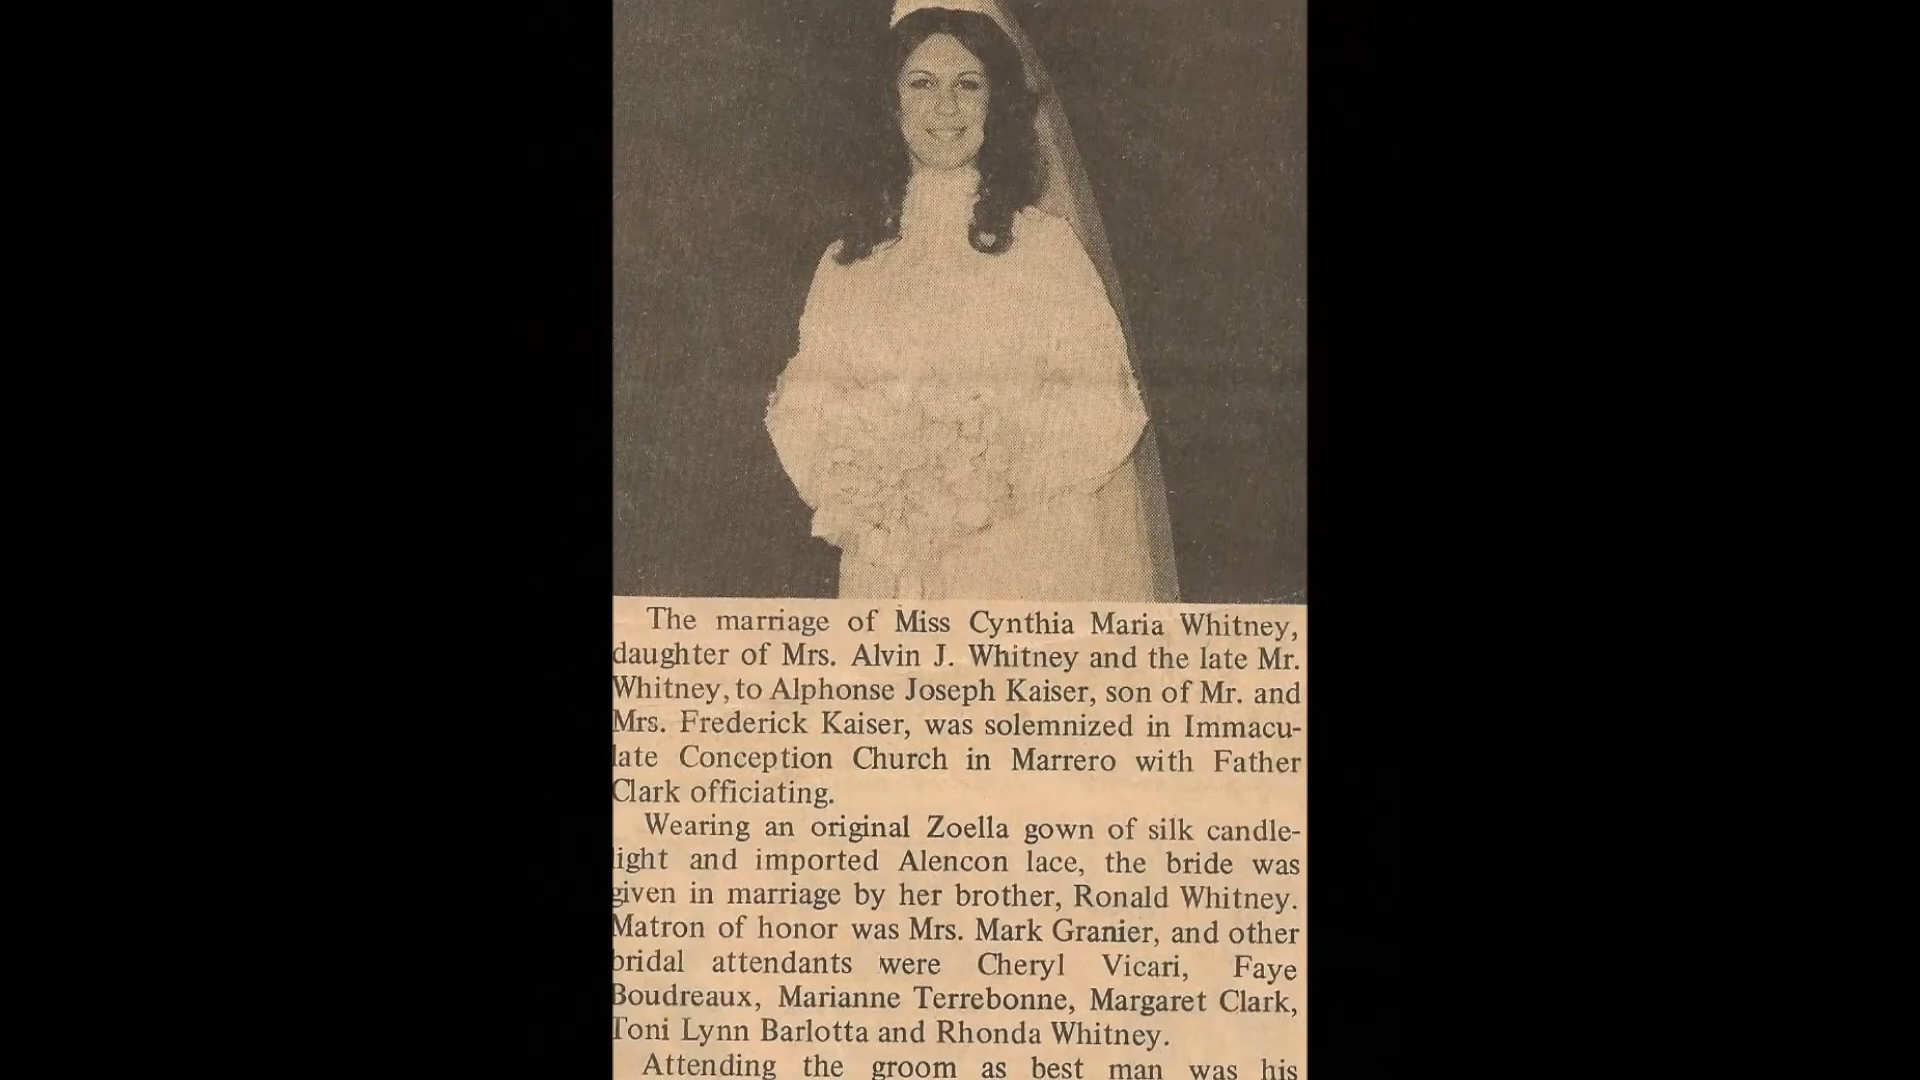 The marriage of Miss Cynthia Maria Whitney,
daughter of Mrs. Alvin J. Whitney and the late Mr.
Whitney, to Alphonse Joseph Kaiser, son of Mr. and
Mrs. Frederick Kaiser, was solemnized in Immacu-
late Conception Church in Marrero with Father
Clark officiating.
Wearing an original Zoella gown of silk candle-
light and imported Alencon lace, the bride was
given in marriage by her brother, Ronald Whitney.
Matron of honor was Mrs. Mark Granier, and other
bridal attendants were Cheryl Vicari, Faye
Boudreaux, Marianne Terrebonne, Margaret Clark,
Toni Lynn Barlotta and Rhonda Whitney.
Attending the groom as best man was his